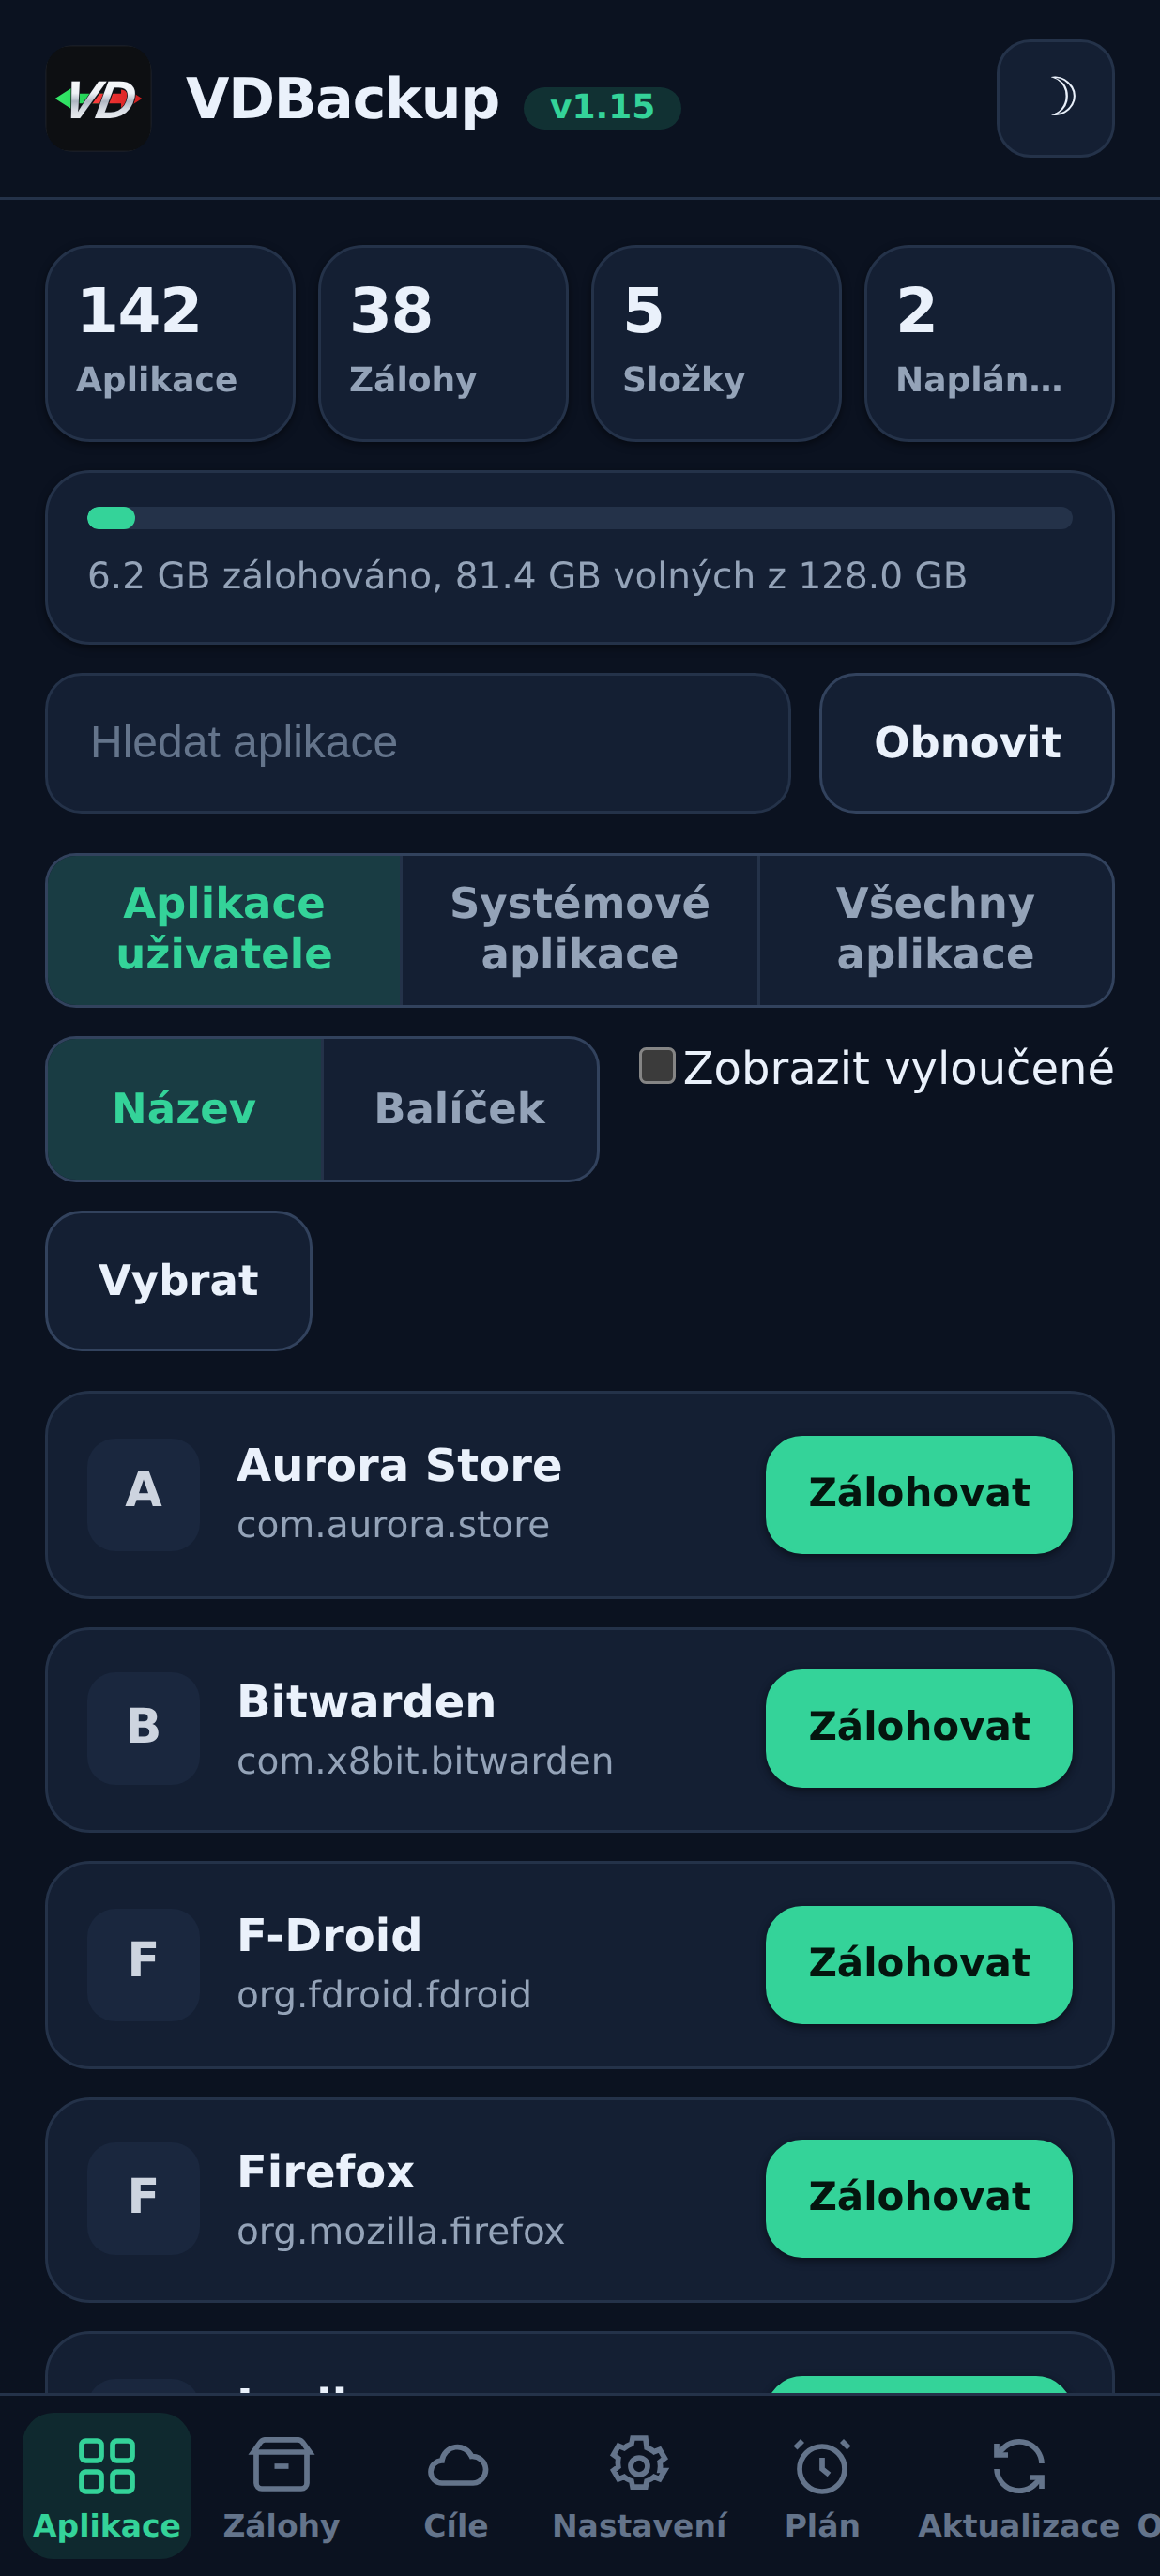 VD
VDBackup v1.15
142
Aplikace
38
Zálohy
5
Složky
2
Naplán…
6.2 GB zálohováno, 81.4 GB volných z 128.0 GB
Hledat aplikace
Obnovit
Aplikace
uživatele
Systémové
aplikace
Všechny
aplikace
Název
Balíček
Zobrazit vyloučené
Vybrat
A
Aurora Store
com.aurora.store
Zálohovat
B
Bitwarden
com.x8bit.bitwarden
Zálohovat
F
F-Droid
org.fdroid.fdroid
Zálohovat
F
Firefox
org.mozilla.firefox
Zálohovat
Aplikace
Zálohy
Cíle
Nastavení
Plán
Aktualizace